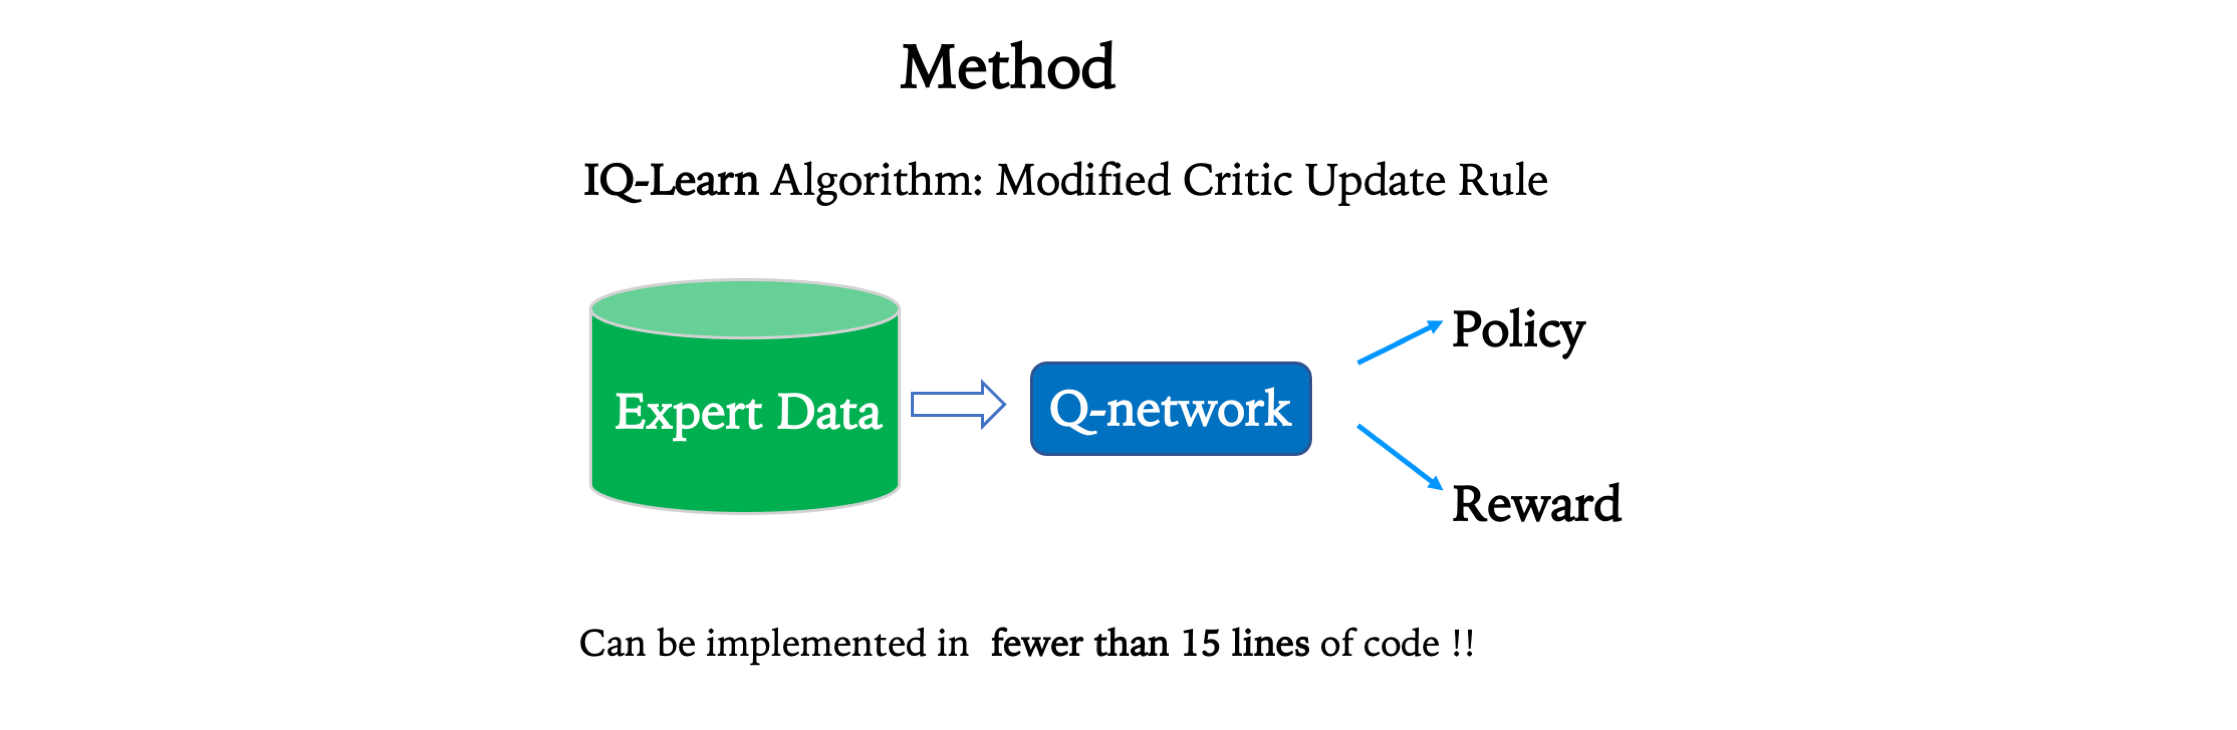 Method
IQ-Learn Algorithm: Modified Critic Update Rule
Expert Data
Q-network
Policy
Reward
Can be implemented in fewer than 15 lines of code !!